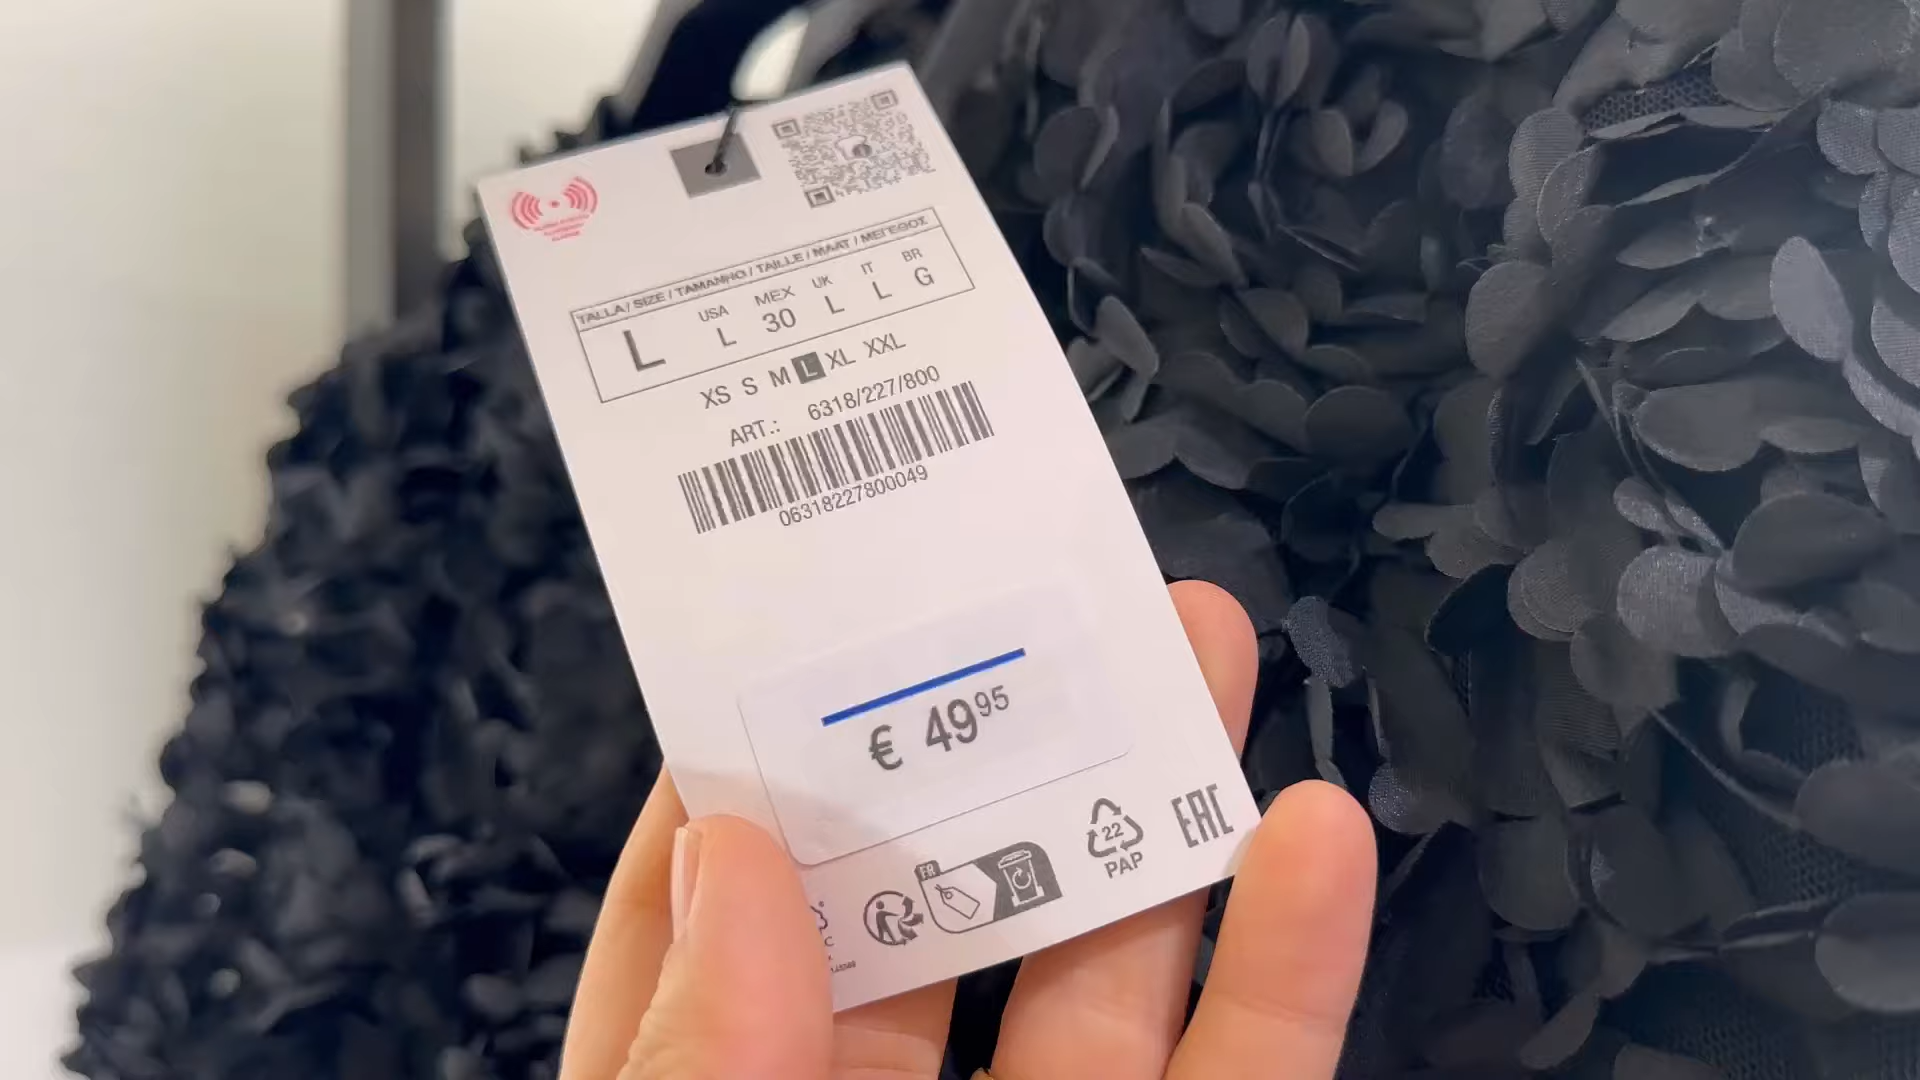 TALLA / SIZE / TAMANHO / TAILLE / MAAT / ΜΕΓΕΘΟΣ
USA MEX UK IT BR
L L 30 L L G
XS S M L XL XXL
ART.: 6318/227/800
06318227800049
€ 49 95
FR
22
PAP
EAC